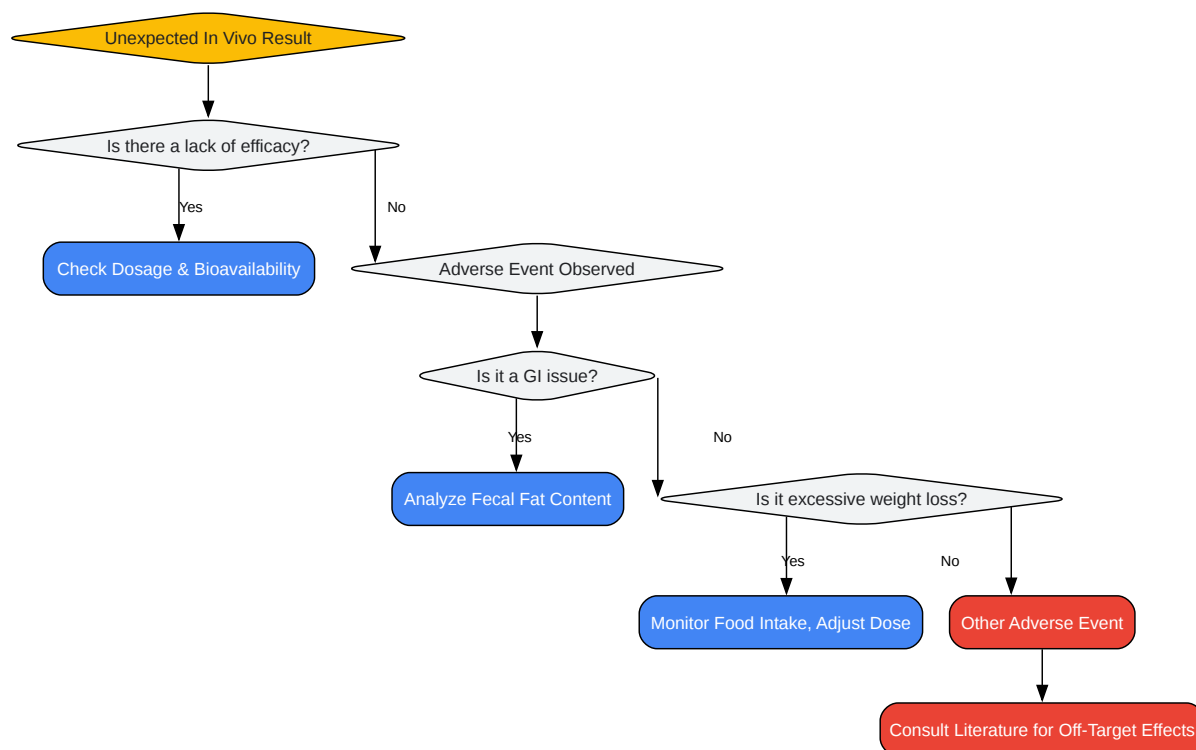 Unexpected In Vivo Result
Is there a lack of efficacy?
Yes
No
Check Dosage & Bioavailability
Adverse Event Observed
Is it a GI issue?
Yes
No
Analyze Fecal Fat Content
Is it excessive weight loss?
Yes
No
Monitor Food Intake, Adjust Dose
Other Adverse Event
Consult Literature for Off-Target Effects